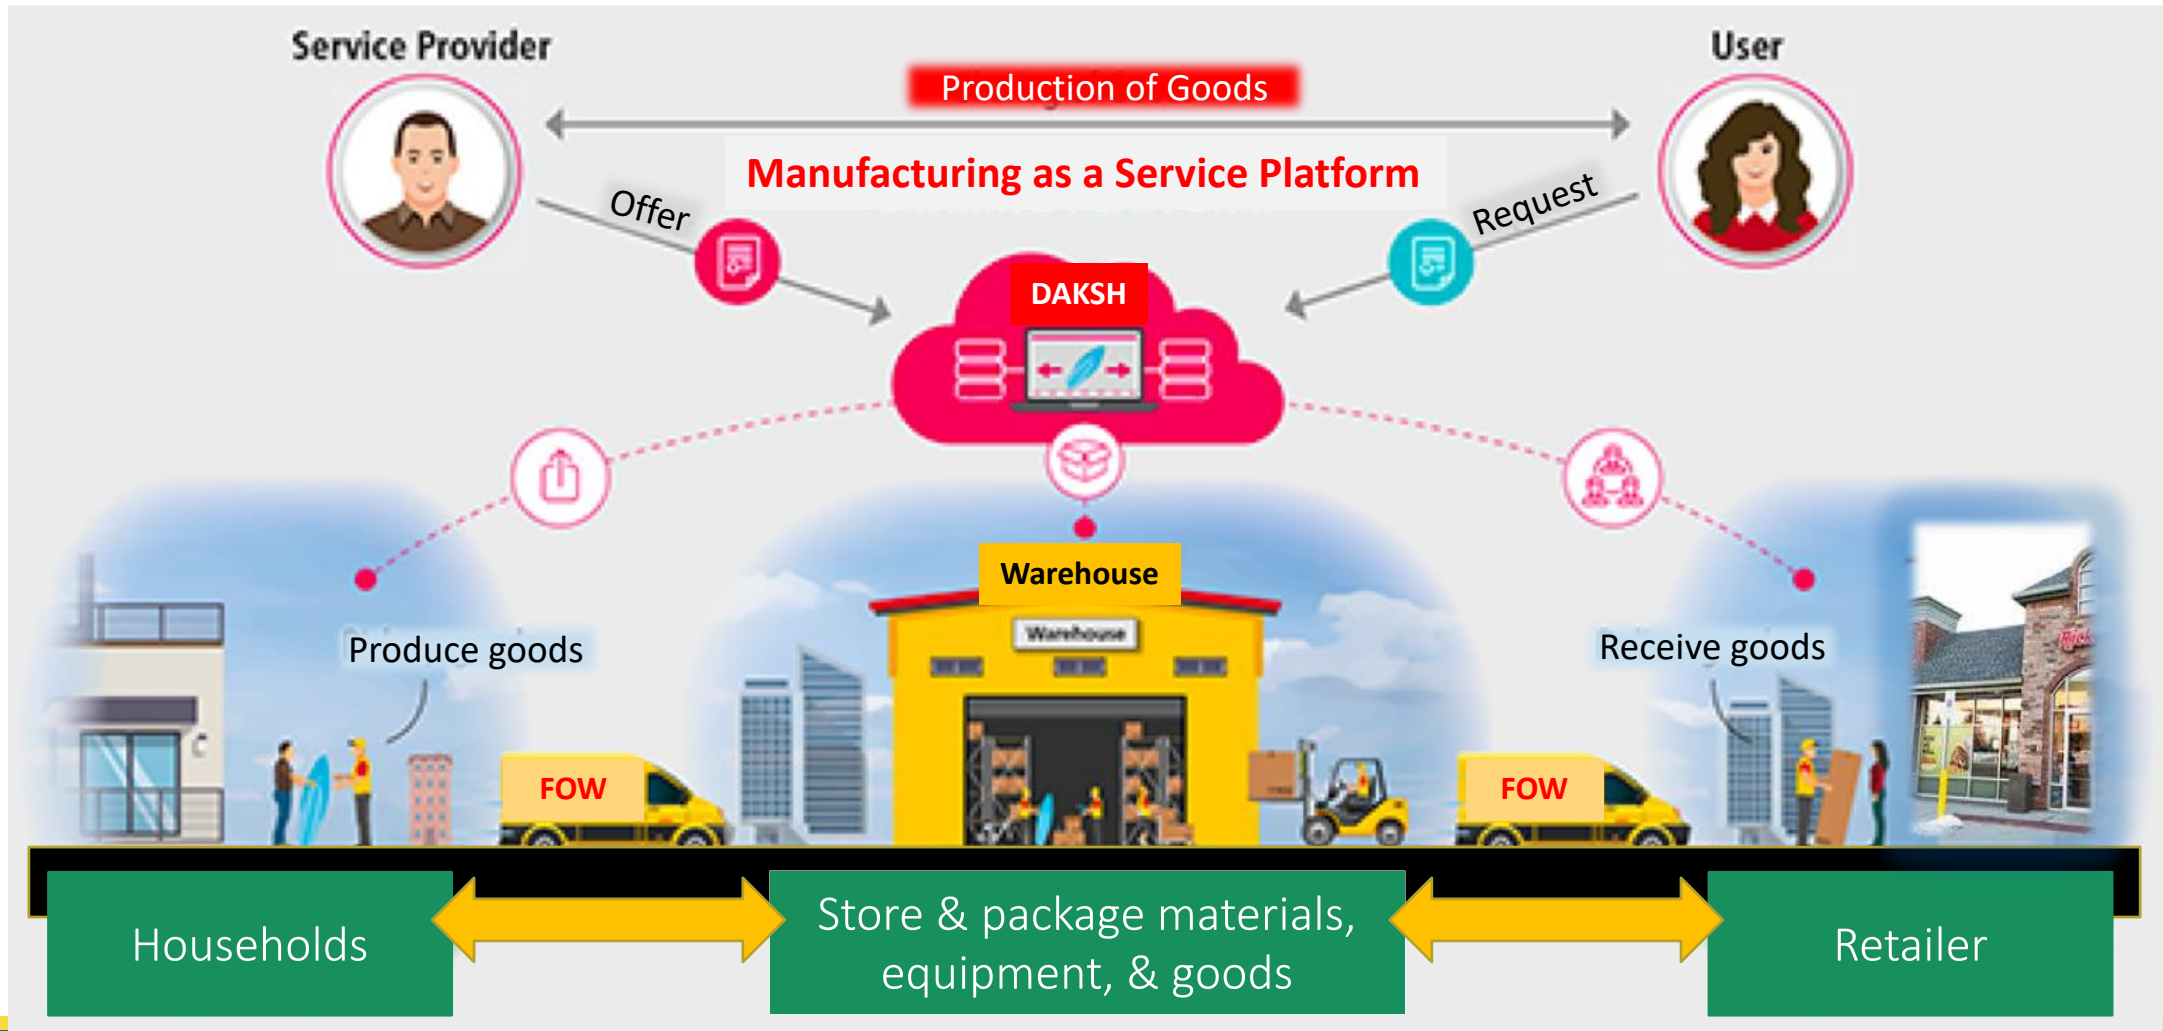 Service Provider
User
Production of Goods
Manufacturing as a Service Platform
Offer
Request
DAKSH
Warehouse
Warehouse
Produce goods
Receive goods
FOW
FOW
Households
Store & package materials,
equipment, & goods
Retailer